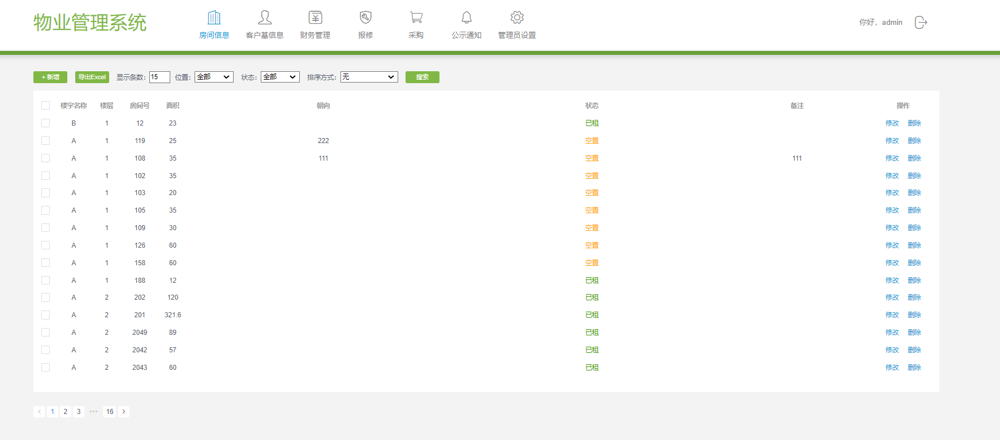 物业管理系统
房间信息 客户基信息 财务管理 报修 采购 公示通知 管理员设置
你好，admin
+ 新增 导出Excel 显示条数: 15 位置: 全部 状态: 全部 排序方式: 无 搜索
楼宇名称 楼层 房间号 面积 朝向 状态 备注 操作
B 1 12 23 已租 修改 删除
A 1 119 25 222 空置 修改 删除
A 1 108 35 111 空置 111 修改 删除
A 1 102 35 空置 修改 删除
A 1 103 20 空置 修改 删除
A 1 105 35 空置 修改 删除
A 1 109 30 空置 修改 删除
A 1 126 60 空置 修改 删除
A 1 158 60 空置 修改 删除
A 1 188 12 已租 修改 删除
A 2 202 120 已租 修改 删除
A 2 201 321.6 已租 修改 删除
A 2 2049 89 已租 修改 删除
A 2 2042 57 已租 修改 删除
A 2 2043 60 已租 修改 删除
< 1 2 3 ••• 16 >